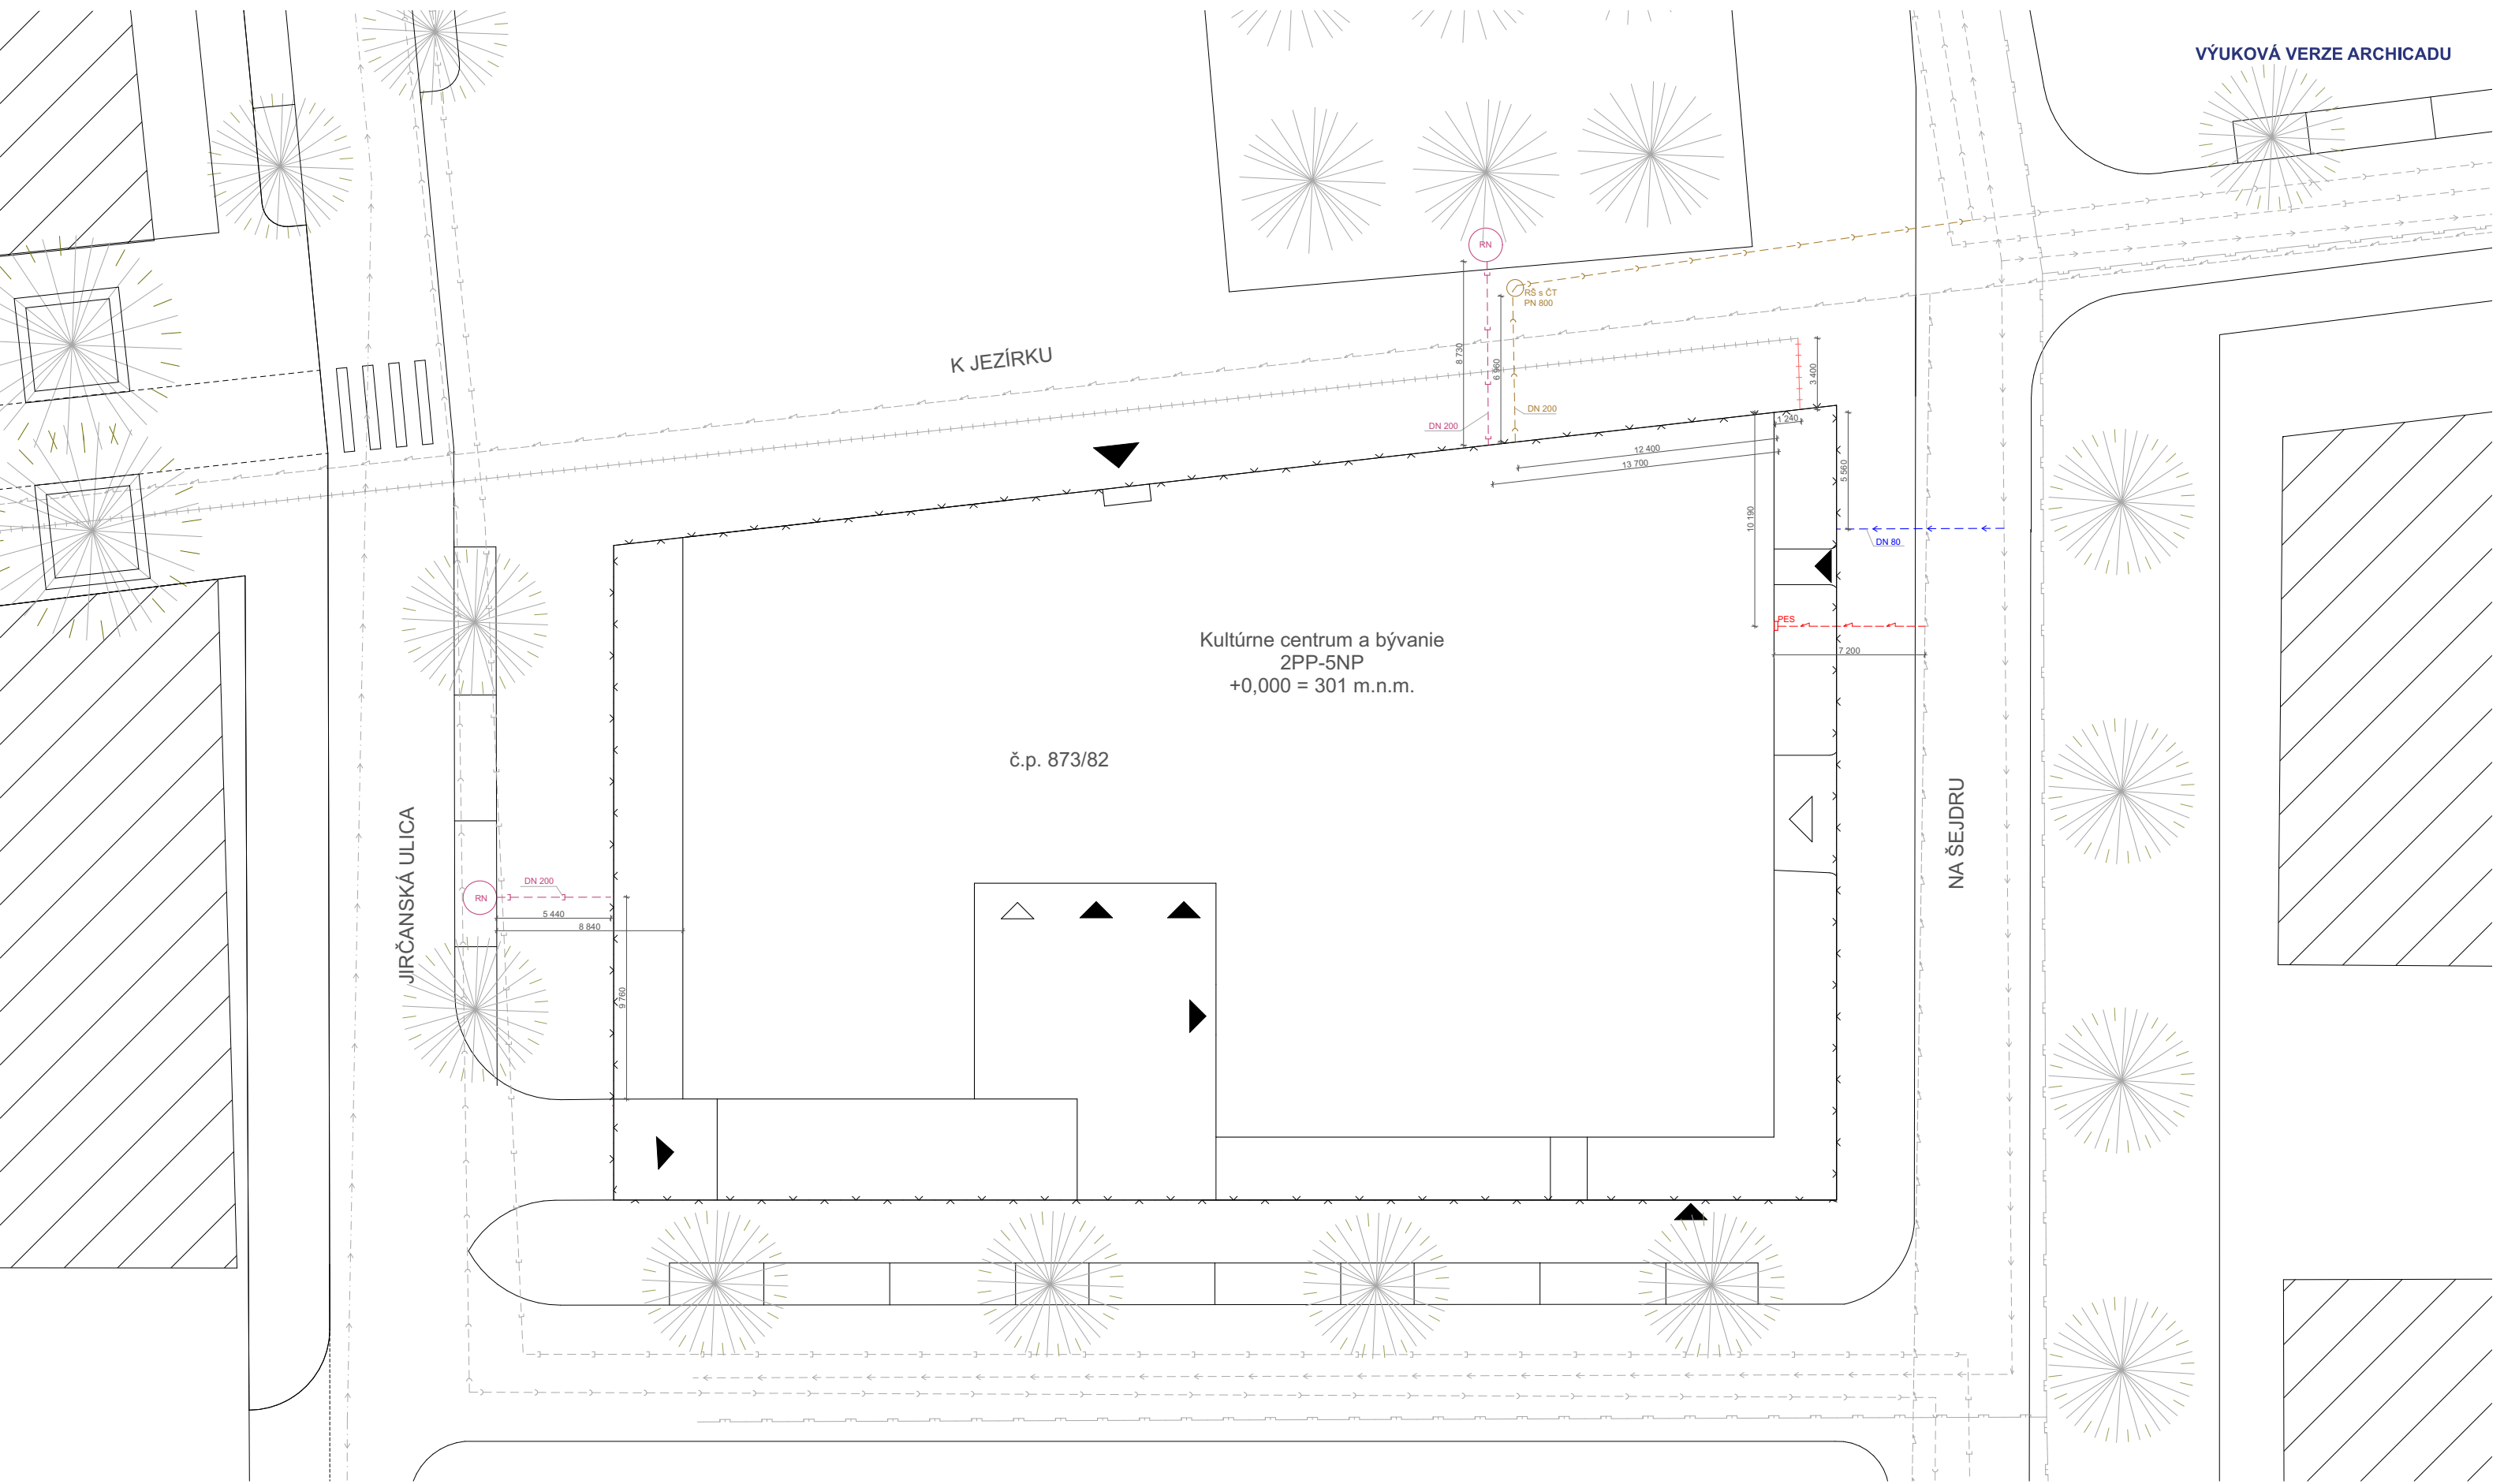 VÝUKOVÁ VERZE ARCHICADU
RN
RŠ s ČT
PN 800
K JEZÍRKU
8 730
6 960
3 400
DN 200
DN 200
1 240
12 400
13 700
5 560
10 190
DN 80
PES
7 200
Kultúrne centrum a bývanie
2PP-5NP
+0,000 = 301 m.n.m.
č.p. 873/82
JIRČANSKÁ ULICA
NA ŠEJDRU
RN
DN 200
5 440
8 840
9 760